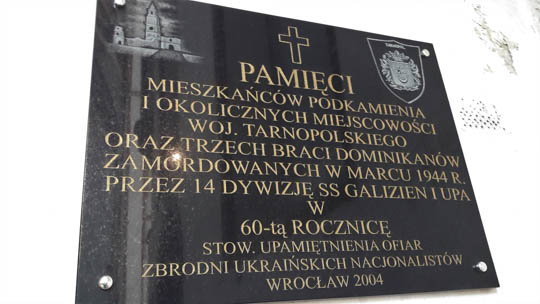 PAMIĘCI
MIESZKAŃCÓW PODKAMIENIA
I OKOLICZNYCH MIEJSCOWOŚCI
WOJ. TARNOPOLSKIEGO
ORAZ TRZECH BRACI DOMINIKANÓW
ZAMORDOWANYCH W MARCU 1944 R.
PRZEZ 14 DYWIZJĘ SS GALIZIEN I UPA
W
60-tą ROCZNICĘ
STOW. UPAMIĘTNIENIA OFIAR
ZBRODNI UKRAIŃSKICH NACJONALISTÓW
WROCŁAW 2004